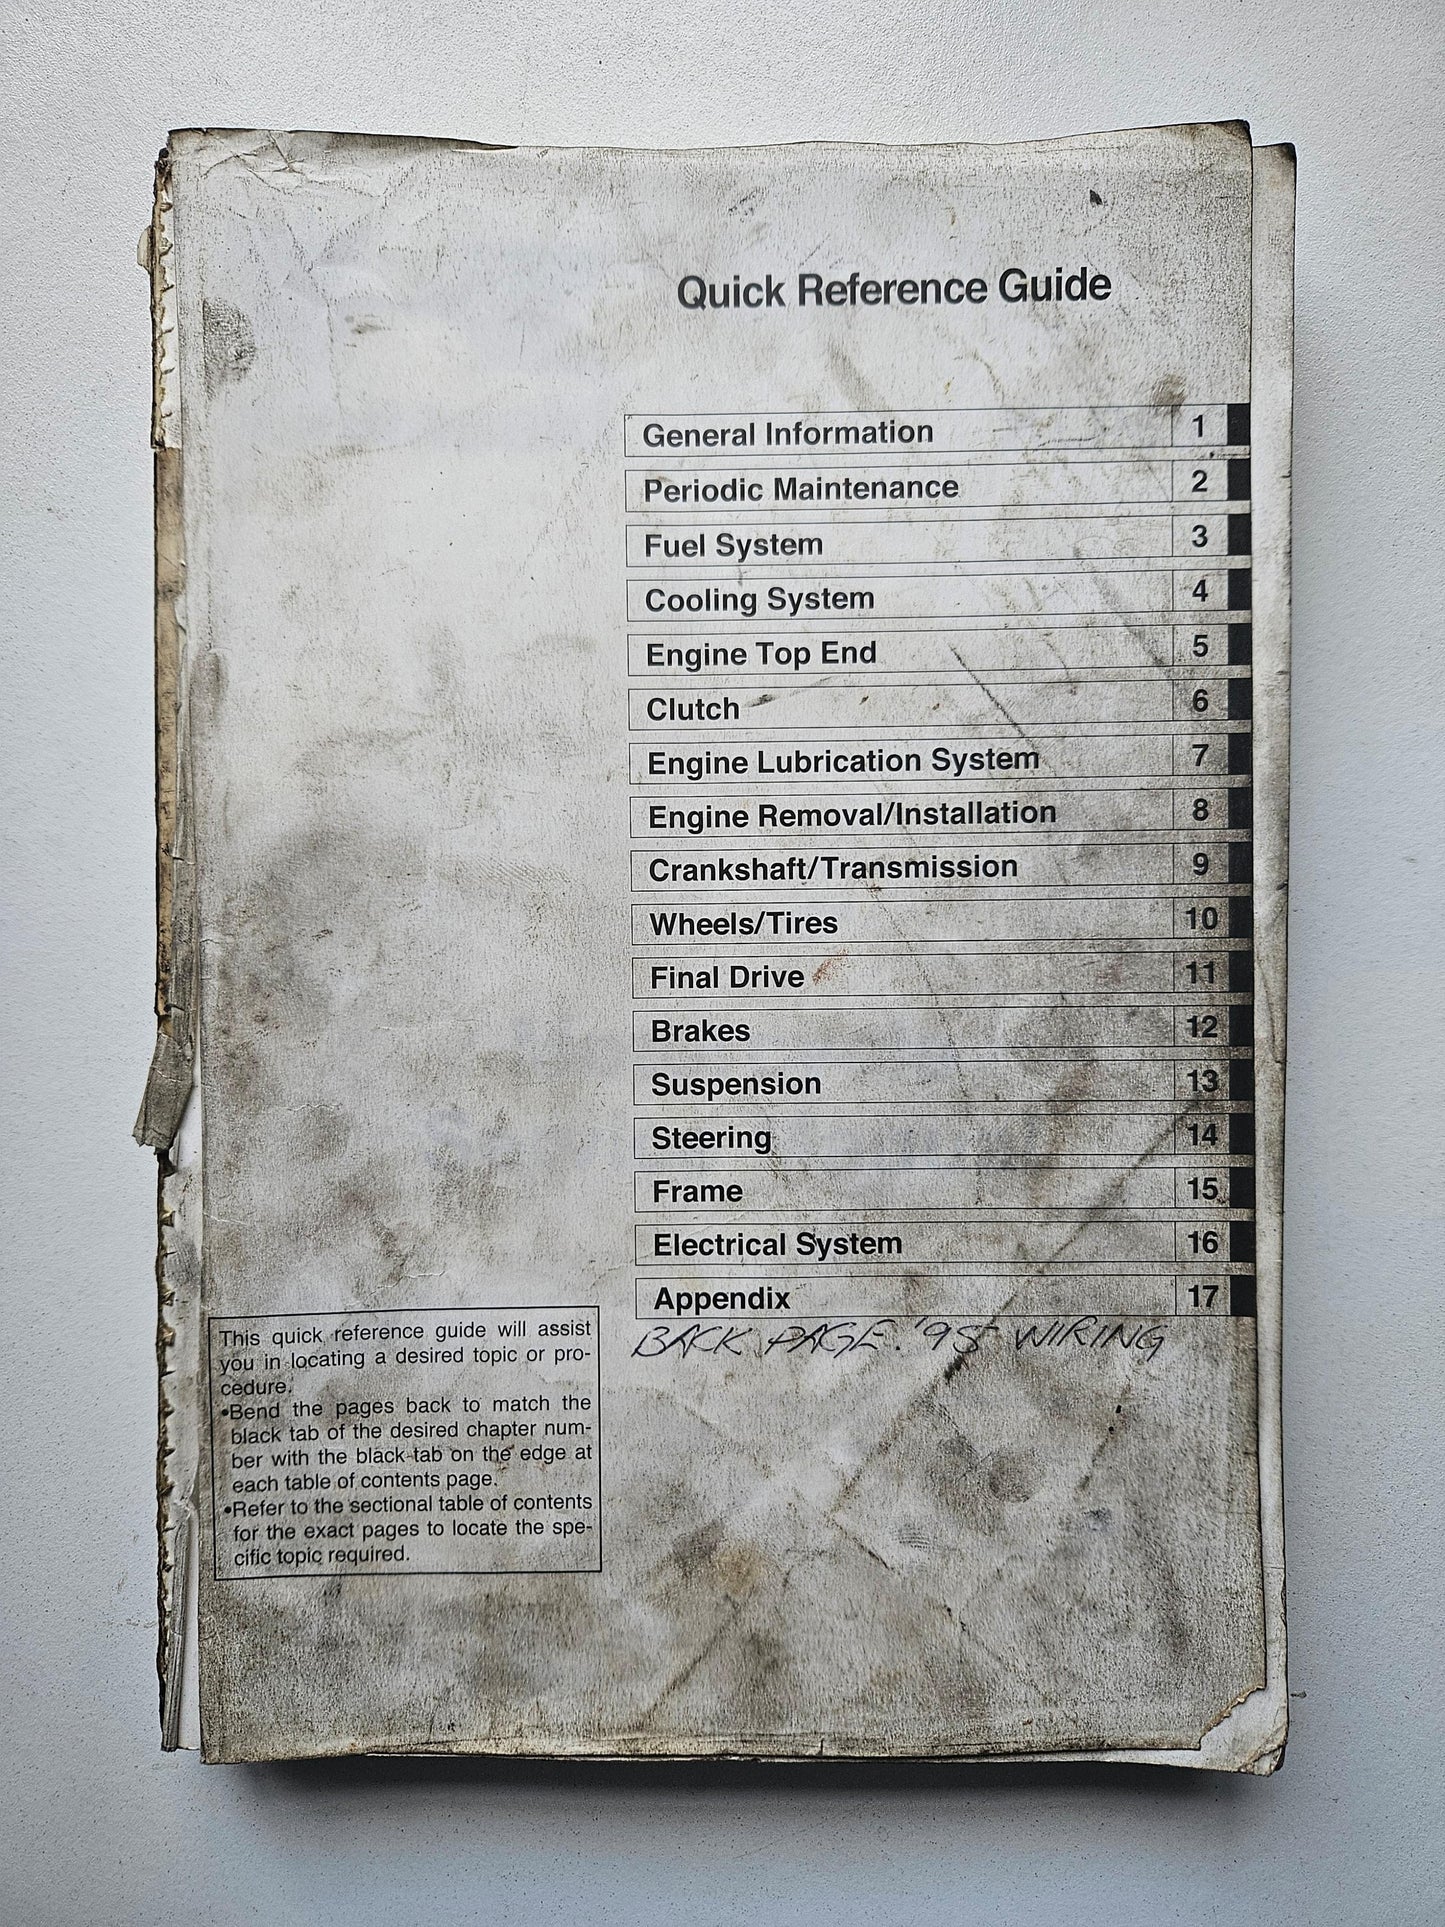 Quick Reference Guide
General Information 1
Periodic Maintenance 2
Fuel System 3
Cooling System 4
Engine Top End 5
Clutch 6
Engine Lubrication System 7
Engine Removal/Installation 8
Crankshaft/Transmission 9
Wheels/Tires 10
Final Drive 11
Brakes 12
Suspension 13
Steering 14
Frame 15
Electrical System 16
Appendix 17
BACK PAGE. '95 WIRING
This quick reference guide will assist
you in locating a desired topic or pro-
cedure.
•Bend the pages back to match the
black tab of the desired chapter num-
ber with the black tab on the edge at
each table of contents page.
•Refer to the sectional table of contents
for the exact pages to locate the spe-
cific topic required.